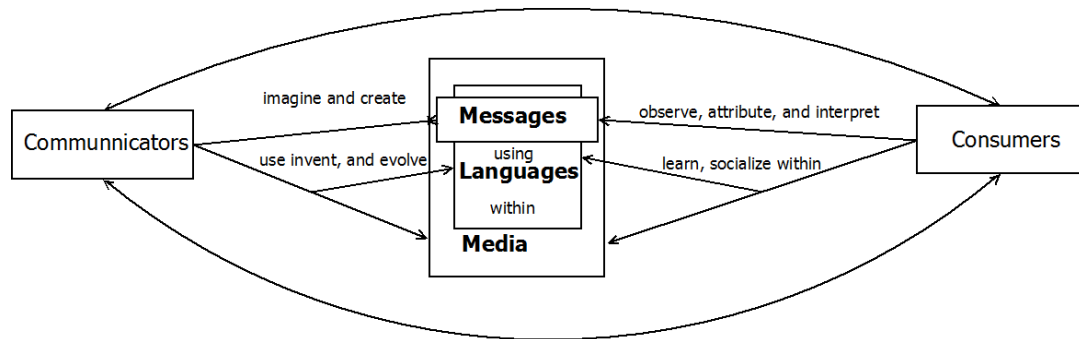 imagine and create
Messages
observe, attribute, and interpret
Communnicators
Consumers
use invent, and evolve
using
learn, socialize within
Languages
within
Media